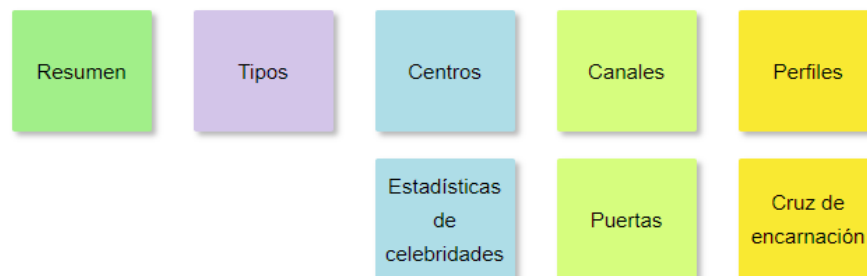 Resumen
Tipos
Centros
Canales
Perfiles
Estadísticas
de
celebridades
Puertas
Cruz de
encarnación